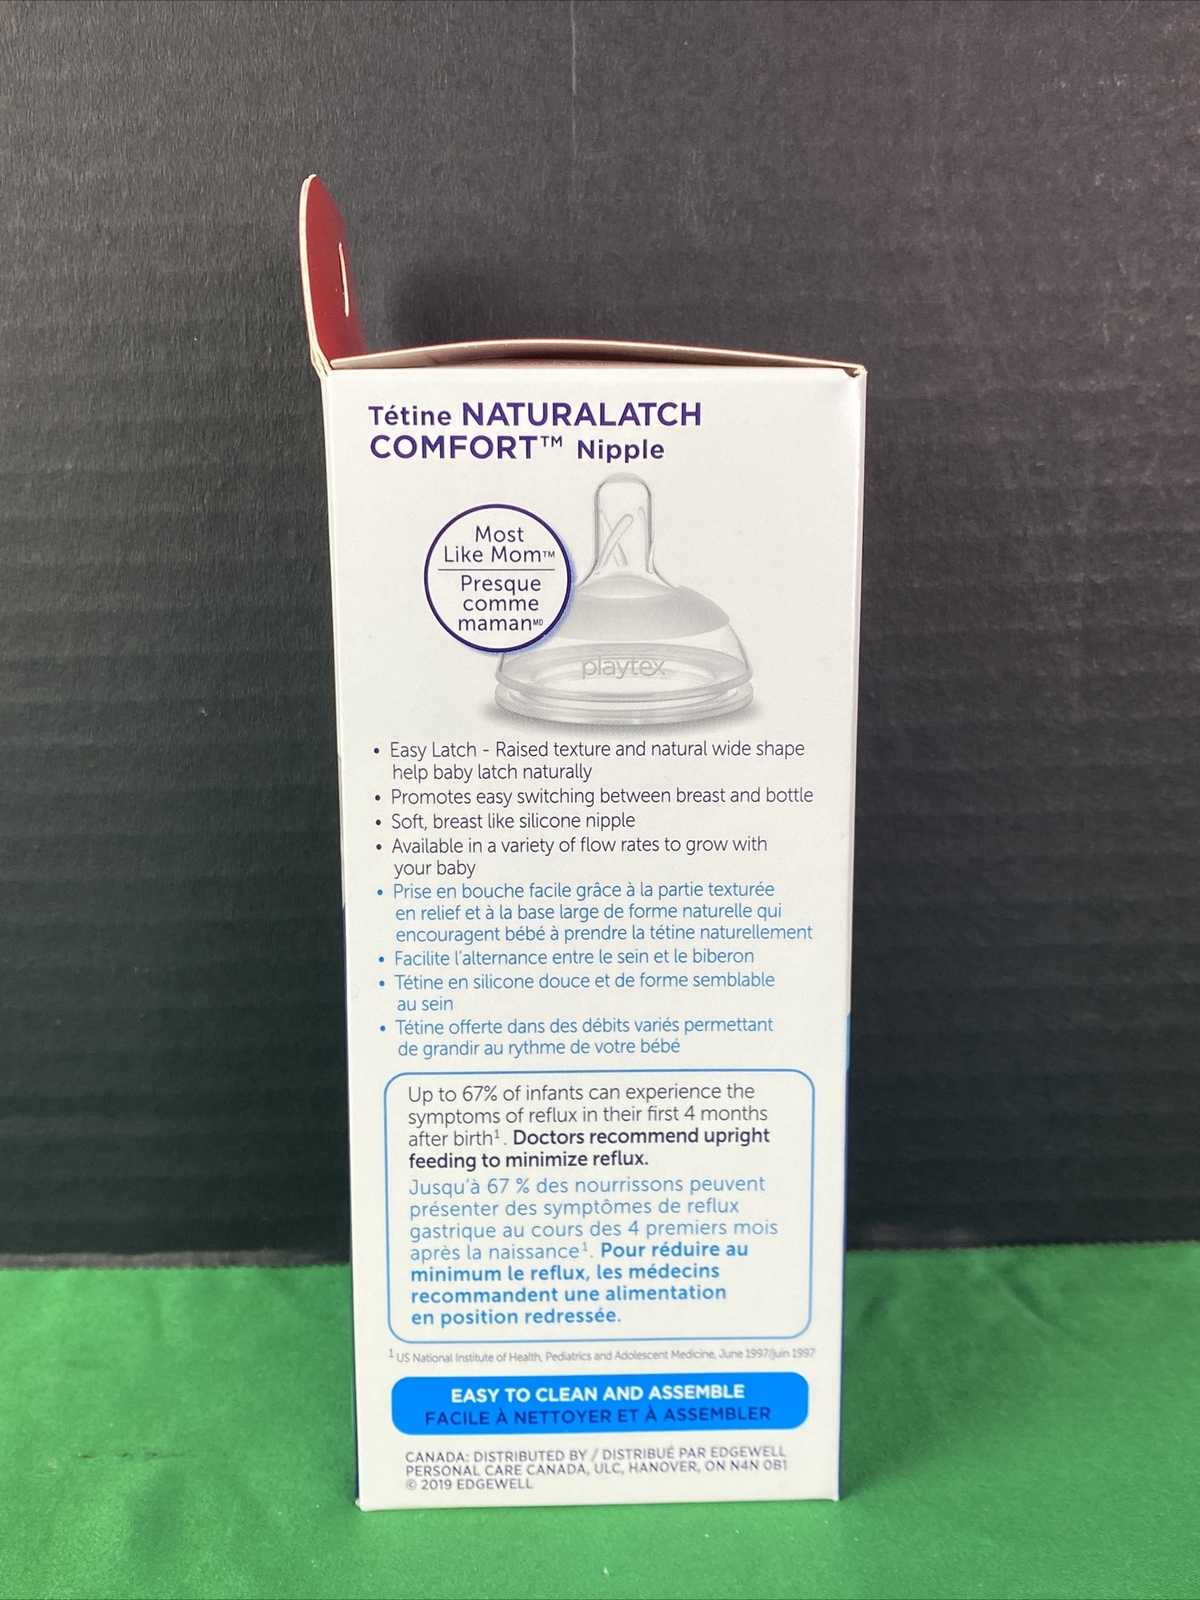 Tétine NATURALATCH
COMFORT™ Nipple
Most
Like Mom™
Presque
comme
maman MD
playtex
• Easy Latch - Raised texture and natural wide shape
help baby latch naturally
• Promotes easy switching between breast and bottle
• Soft, breast like silicone nipple
• Available in a variety of flow rates to grow with
your baby
• Prise en bouche facile grâce à la partie texturée
en relief et à la base large de forme naturelle qui
encouragent bébé à prendre la tétine naturellement
• Facilite l'alternance entre le sein et le biberon
• Tétine en silicone douce et de forme semblable
au sein
• Tétine offerte dans des débits variés permettant
de grandir au rythme de votre bébé
Up to 67% of infants can experience the
symptoms of reflux in their first 4 months
after birth¹. Doctors recommend upright
feeding to minimize reflux.
Jusqu'à 67 % des nourrissons peuvent
présenter des symptômes de reflux
gastrique au cours des 4 premiers mois
après la naissance¹. Pour réduire au
minimum le reflux, les médecins
recommandent une alimentation
en position redressée.
¹ US National Institute of Health, Pediatrics and Adolescent Medicine, June 1997/juin 1997
EASY TO CLEAN AND ASSEMBLE
FACILE À NETTOYER ET À ASSEMBLER
CANADA: DISTRIBUTED BY / DISTRIBUÉ PAR EDGEWELL
PERSONAL CARE CANADA, ULC, HANOVER, ON N4N 0B1
© 2019 EDGEWELL